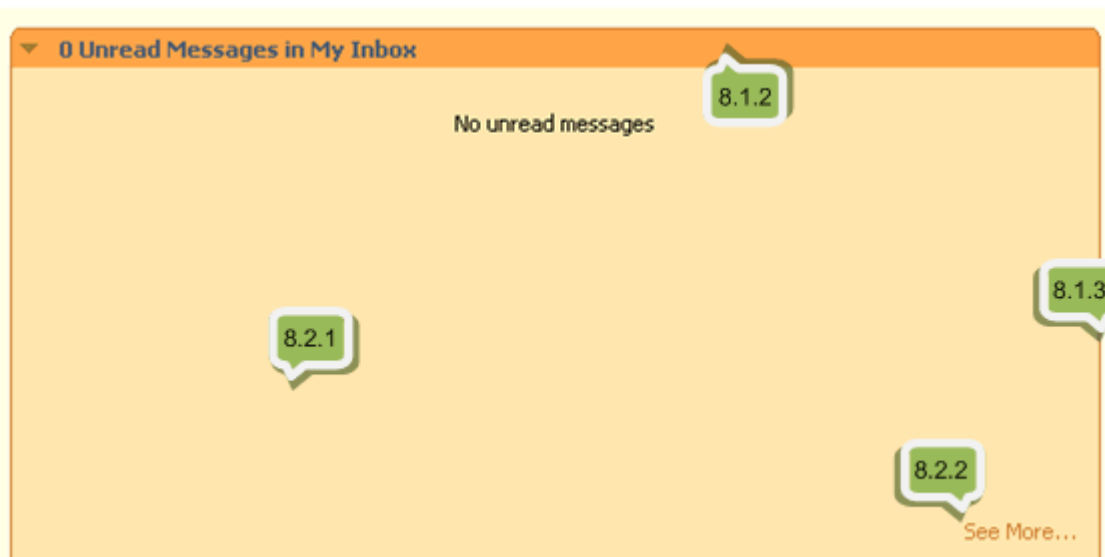 0 Unread Messages in My Inbox
8.1.2
No unread messages
8.1.3
8.2.1
8.2.2
See More...